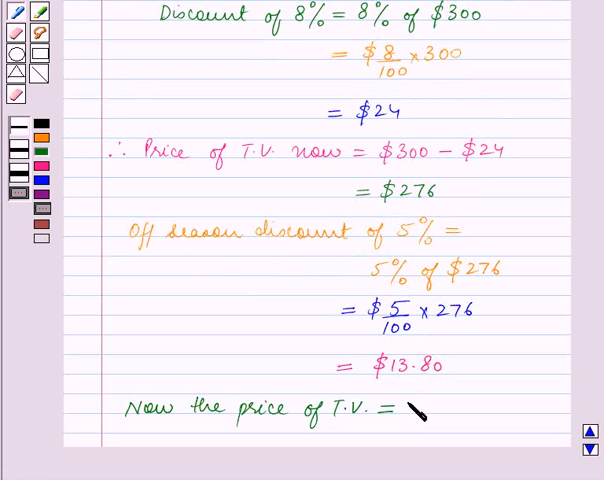 Discount of 8% = 8% of $300
= $ 8/100 × 300
= $24
∴ Price of T.V. now = $300 - $24
= $276
Off season discount of 5% =
5% of $276
= $ 5/100 × 276
= $13.80
Now the price of T.V. =